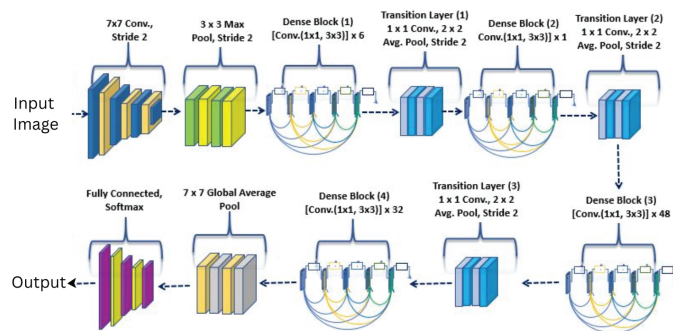 7x7 Conv.,
Stride 2
3 x 3 Max
Pool, Stride 2
Dense Block (1)
[Conv.(1x1, 3x3)] x 6
Transition Layer (1)
1 x 1 Conv., 2 x 2
Avg. Pool, Stride 2
Dense Block (2)
Conv.(1x1, 3x3)] x 1
Transition Layer (2)
1 x 1 Conv., 2 x 2
Avg. Pool, Stride 2
Input
Image
Fully Connected,
Softmax
7 x 7 Global Average
Pool
Dense Block (4)
[Conv.(1x1, 3x3)] x 32
Transition Layer (3)
1 x 1 Conv., 2 x 2
Avg. Pool, Stride 2
Dense Block (3)
[Conv.(1x1, 3x3)] x 48
Output